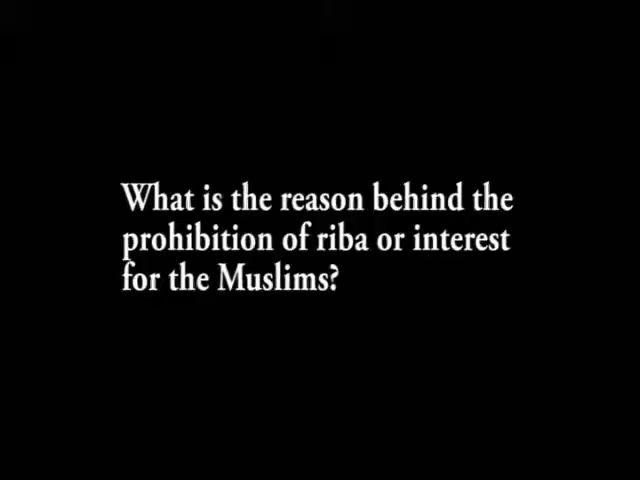 What is the reason behind the
prohibition of riba or interest
for the Muslims?